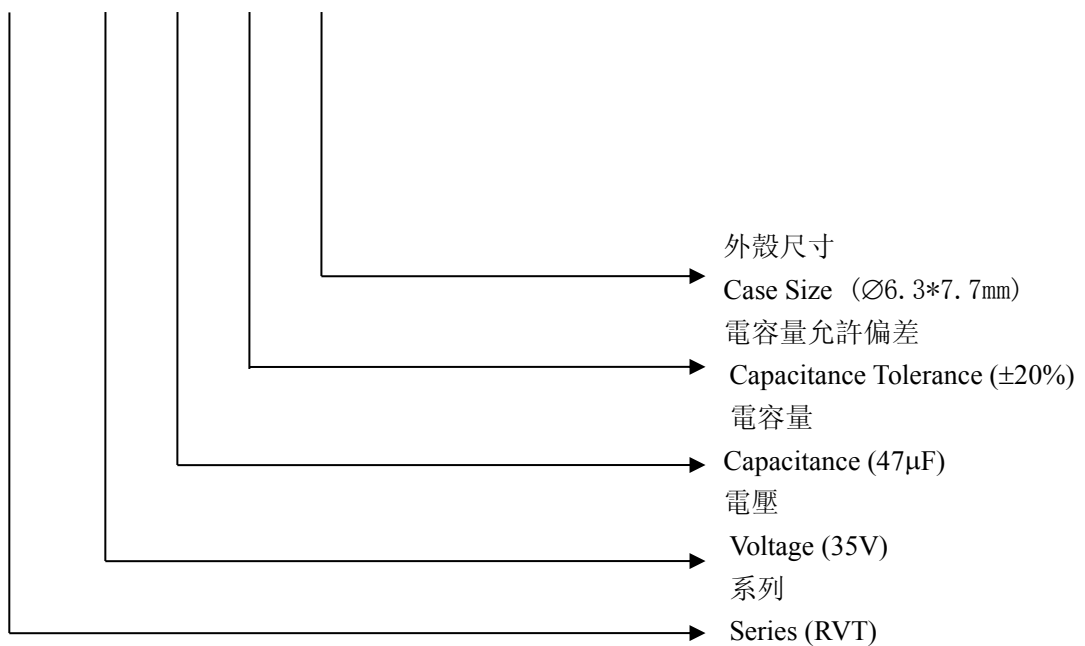 外殼尺寸
Case Size （∅6.3*7.7mm）
電容量允許偏差
Capacitance Tolerance (±20%)
電容量
Capacitance (47μF)
電壓
Voltage (35V)
系列
Series (RVT)